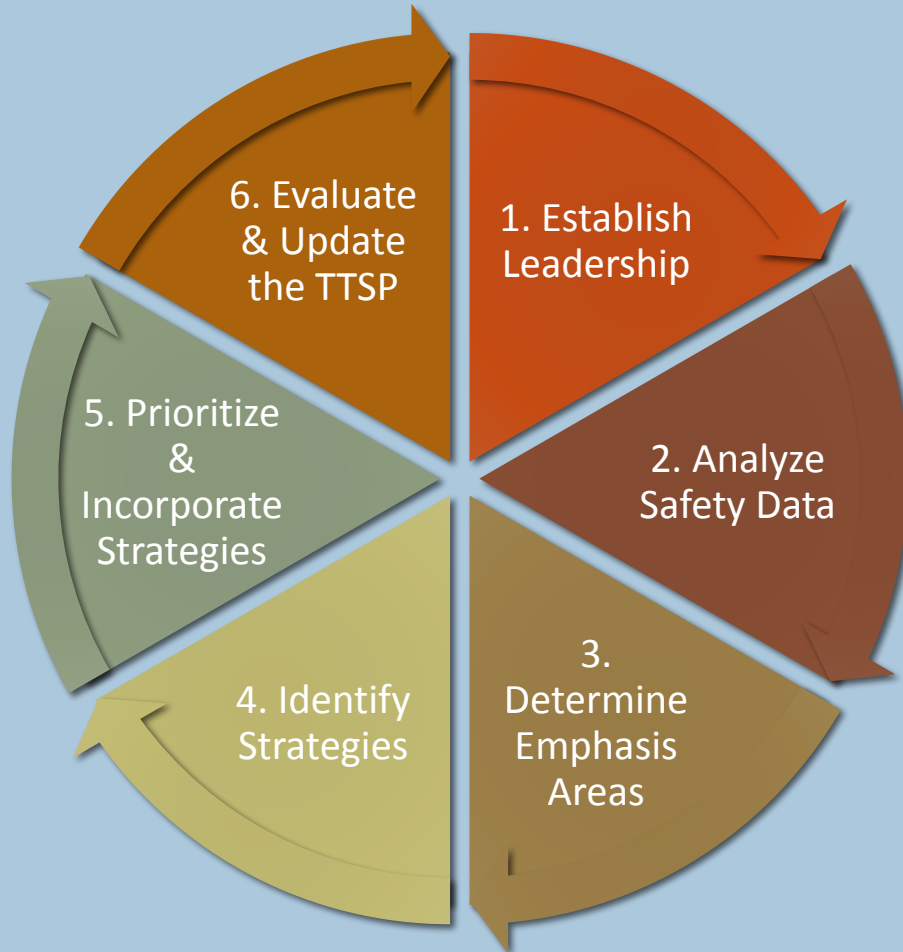 1. Establish
Leadership
2. Analyze
Safety Data
3.
Determine
Emphasis
Areas
4. Identify
Strategies
5. Prioritize
&
Incorporate
Strategies
6. Evaluate
& Update
the TTSP